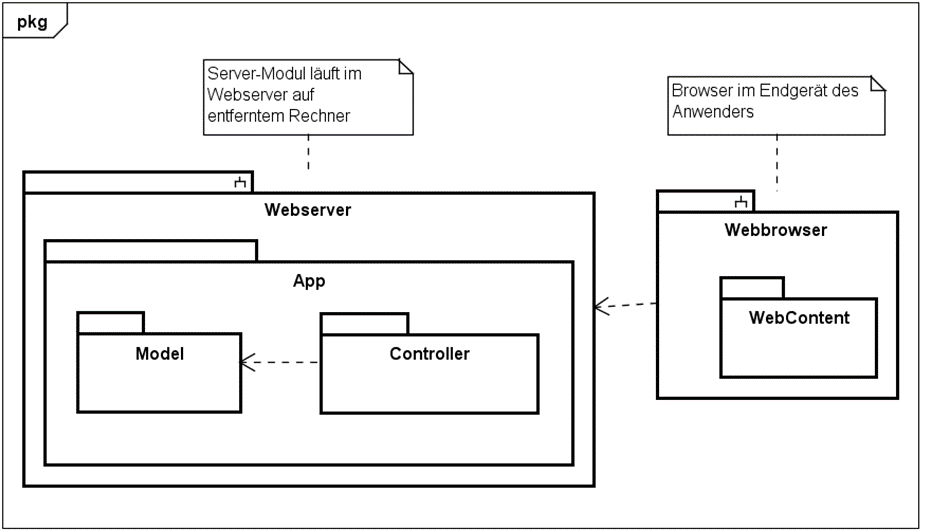 pkg
Server-Modul läuft im
Webserver auf
entferntem Rechner
Browser im Endgerät des
Anwenders
Webserver
App
Model
Controller
Webbrowser
WebContent